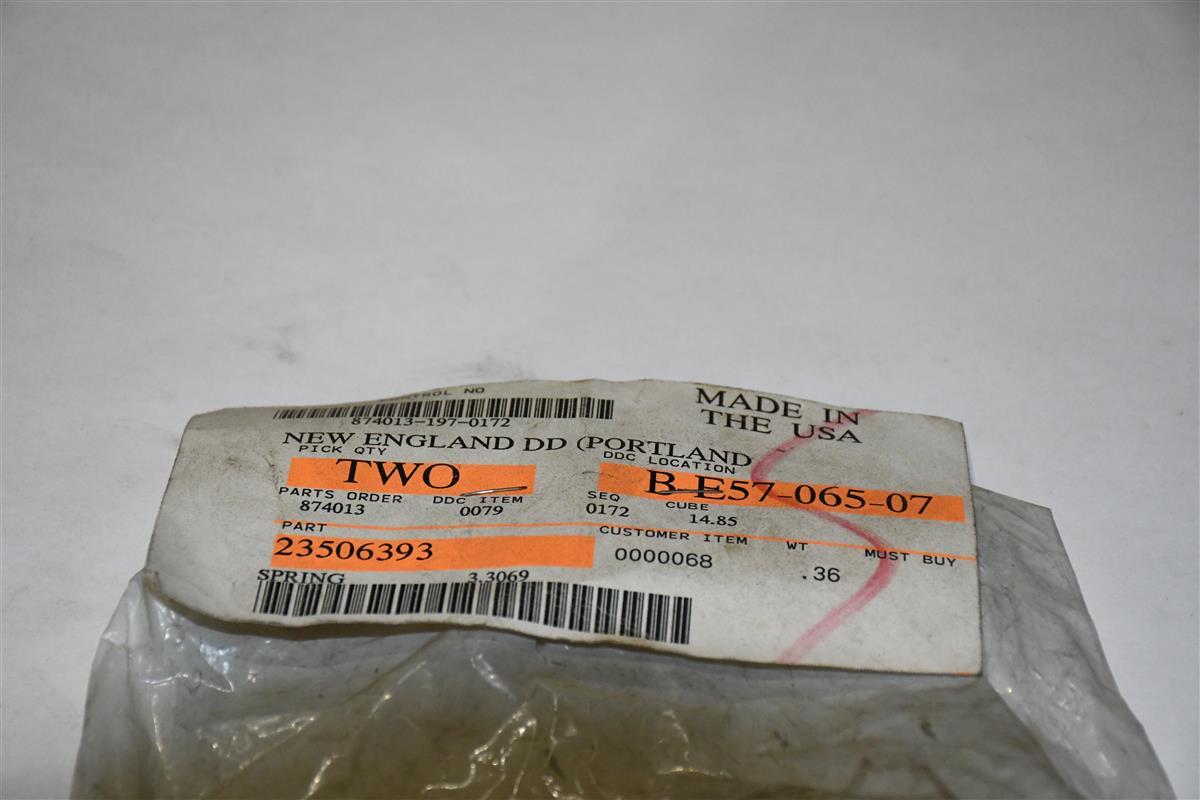 CONTROL NO
874013-197-0172
MADE IN
THE USA
NEW ENGLAND DD (PORTLAND
PICK QTY
DDC LOCATION
TWO
B-E57-065-07
PARTS ORDER DDC ITEM SEQ CUBE
874013 0079 0172 14.85
PART CUSTOMER ITEM WT MUST BUY
23506393 0000068 .36
SPRING 3.3069